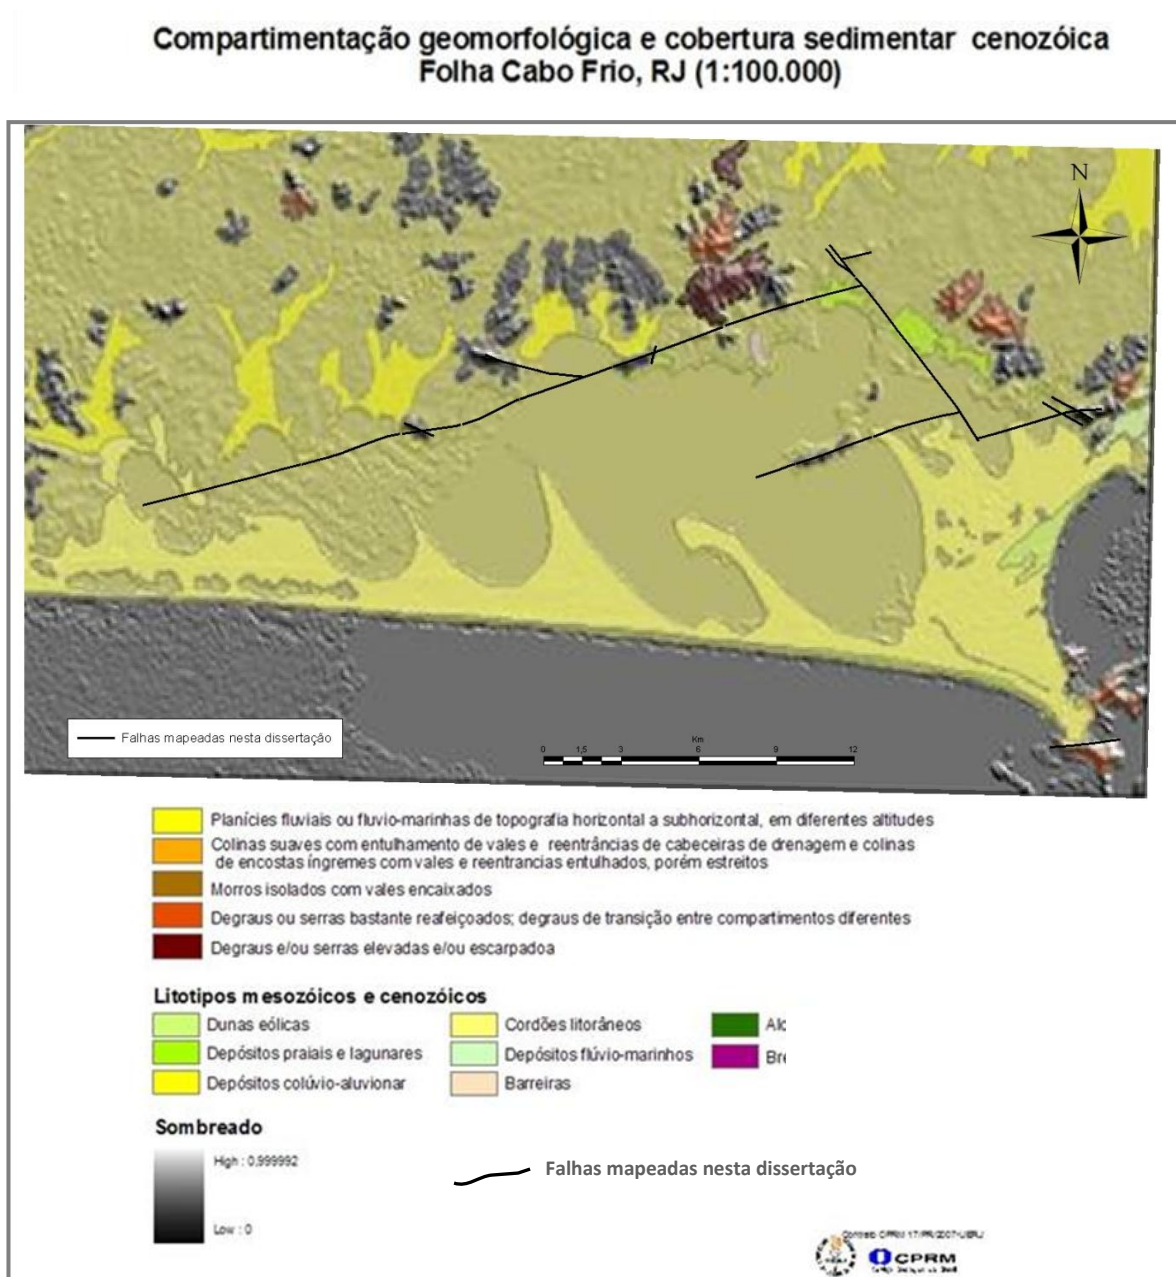 Compartimentação geomorfológica e cobertura sedimentar cenozóica
Folha Cabo Frio, RJ (1:100.000)
N
Falhas mapeadas nesta dissertação
Km
0 1,5 3 6 9 12
Planícies fluviais ou fluvio-marinhas de topografia horizontal a subhorizontal, em diferentes altitudes
Colinas suaves com entulhamento de vales e reentrâncias de cabeceiras de drenagem e colinas
de encostas íngremes com vales e reentrancias entulhados, porém estreitos
Morros isolados com vales encaixados
Degraus ou serras bastante reafeiçoados; degraus de transição entre compartimentos diferentes
Degraus e/ou serras elevadas e/ou escarpadoa
Litotipos mesozóicos e cenozóicos
Dunas eólicas
Cordões litorâneos
Depósitos praiais e lagunares
Depósitos flúvio-marinhos
Bre
Depósitos colúvio-aluvionar
Barreiras
Sombreado
High : 0,999992
Low : 0
Falhas mapeadas nesta dissertação
CPRM